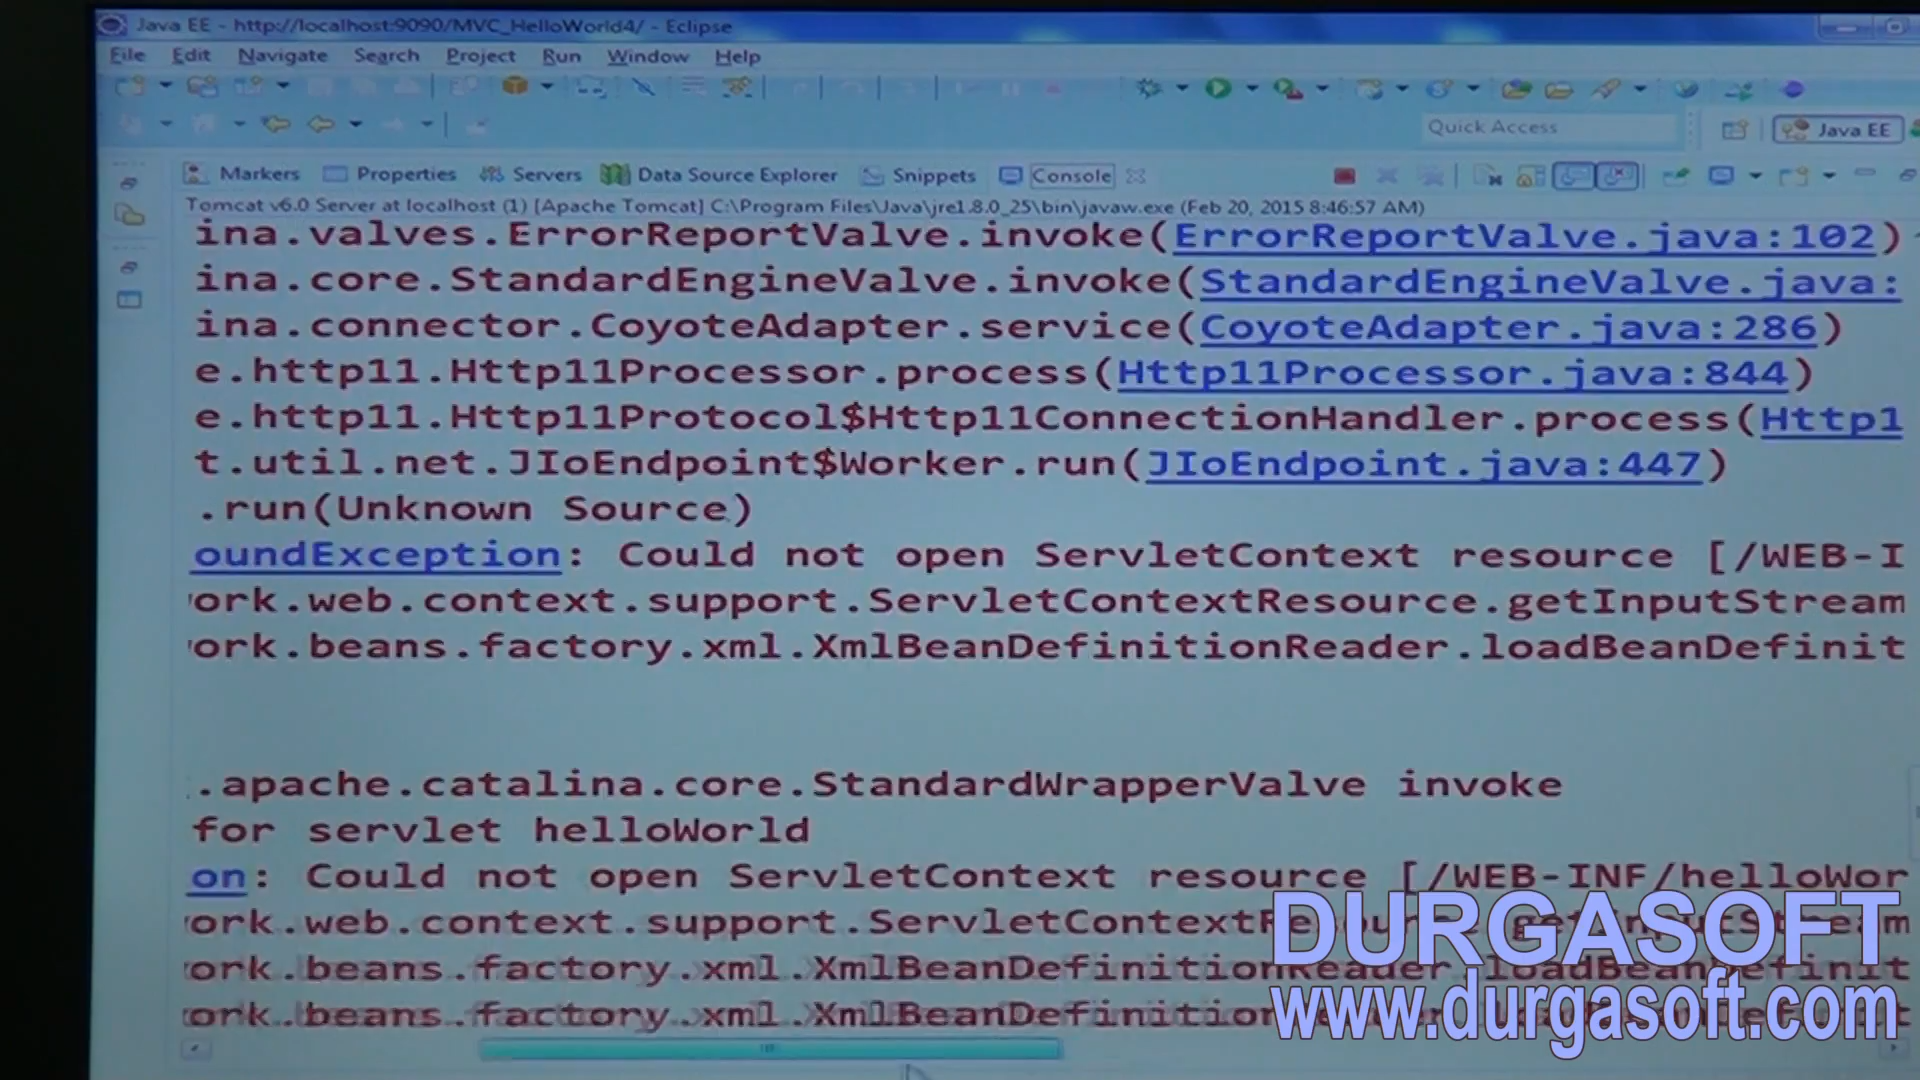 Java EE - http://localhost:9090/MVC_HelloWorld4/ - Eclipse
File Edit Navigate Search Project Run Window Help
Quick Access
Java EE
Markers Properties Servers Data Source Explorer Snippets Console
Tomcat v6.0 Server at localhost (1) [Apache Tomcat] C:\Program Files\Java\jre1.8.0_25\bin\javaw.exe (Feb 20, 2015 8:46:57 AM)
ina.valves.ErrorReportValve.invoke(ErrorReportValve.java:102)
ina.core.StandardEngineValve.invoke(StandardEngineValve.java:
ina.connector.CoyoteAdapter.service(CoyoteAdapter.java:286)
e.http11.Http11Processor.process(Http11Processor.java:844)
e.http11.Http11Protocol$Http11ConnectionHandler.process(Http1
t.util.net.JIoEndpoint$Worker.run(JIoEndpoint.java:447)
.run(Unknown Source)
oundException: Could not open ServletContext resource [/WEB-I
ork.web.context.support.ServletContextResource.getInputStream
ork.beans.factory.xml.XmlBeanDefinitionReader.loadBeanDefinit
.apache.catalina.core.StandardWrapperValve invoke
for servlet helloWorld
on: Could not open ServletContext resource [/WEB-INF/helloWor
ork.web.context.support.ServletContextResource.getInputStream
ork.beans.factory.xml.XmlBeanDefinitionReader.loadBeanDefinit
ork.beans.factory.xml.XmlBeanDefinitionReader.loadBeanDefinit
DURGASOFT
www.durgasoft.com